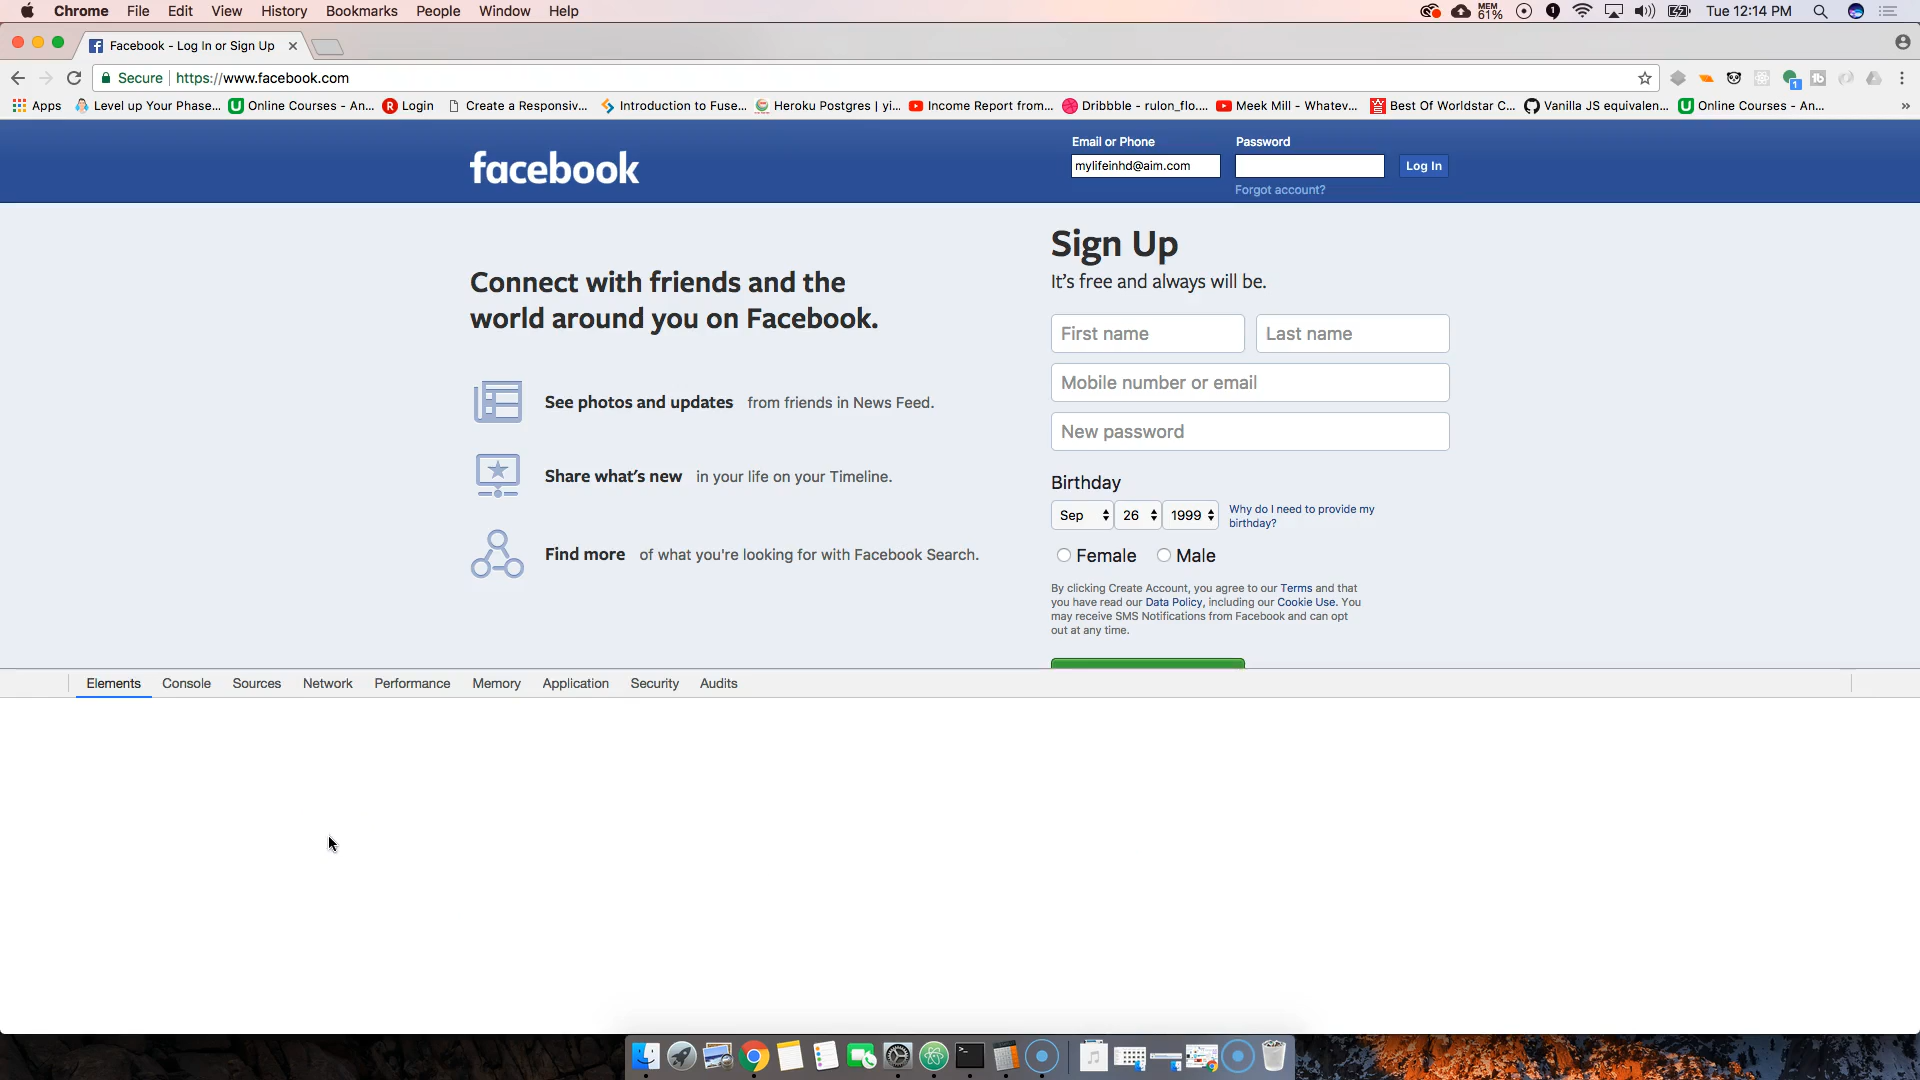 Chrome File Edit View History Bookmarks People Window Help
MEM 61% Tue 12:14 PM
Facebook - Log In or Sign Up
Secure https://www.facebook.com
Apps Level up Your Phase... Online Courses - An... Login Create a Responsiv... Introduction to Fuse... Heroku Postgres | yi... Income Report from... Dribbble - rulon_flo... Meek Mill - Whatev... Best Of Worldstar C... Vanilla JS equivalen... Online Courses - An... »
facebook
Email or Phone Password
mylifeinhd@aim.com Log In
Forgot account?
Connect with friends and the
world around you on Facebook.
See photos and updates from friends in News Feed.
Share what's new in your life on your Timeline.
Find more of what you're looking for with Facebook Search.
Sign Up
It's free and always will be.
First name Last name
Mobile number or email
New password
Birthday
Sep 26 1999 Why do I need to provide my
birthday?
Female Male
By clicking Create Account, you agree to our Terms and that
you have read our Data Policy, including our Cookie Use. You
may receive SMS Notifications from Facebook and can opt
out at any time.
Elements Console Sources Network Performance Memory Application Security Audits